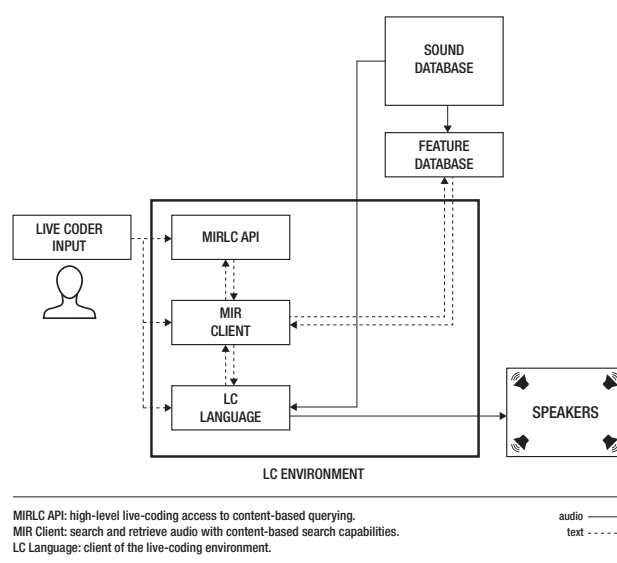 SOUND
DATABASE
FEATURE
DATABASE
LIVE CODER
INPUT
MIRLC API
MIR
CLIENT
LC
LANGUAGE
SPEAKERS
LC ENVIRONMENT
MIRLC API: high-level live-coding access to content-based querying.
MIR Client: search and retrieve audio with content-based search capabilities.
LC Language: client of the live-coding environment.
audio
text